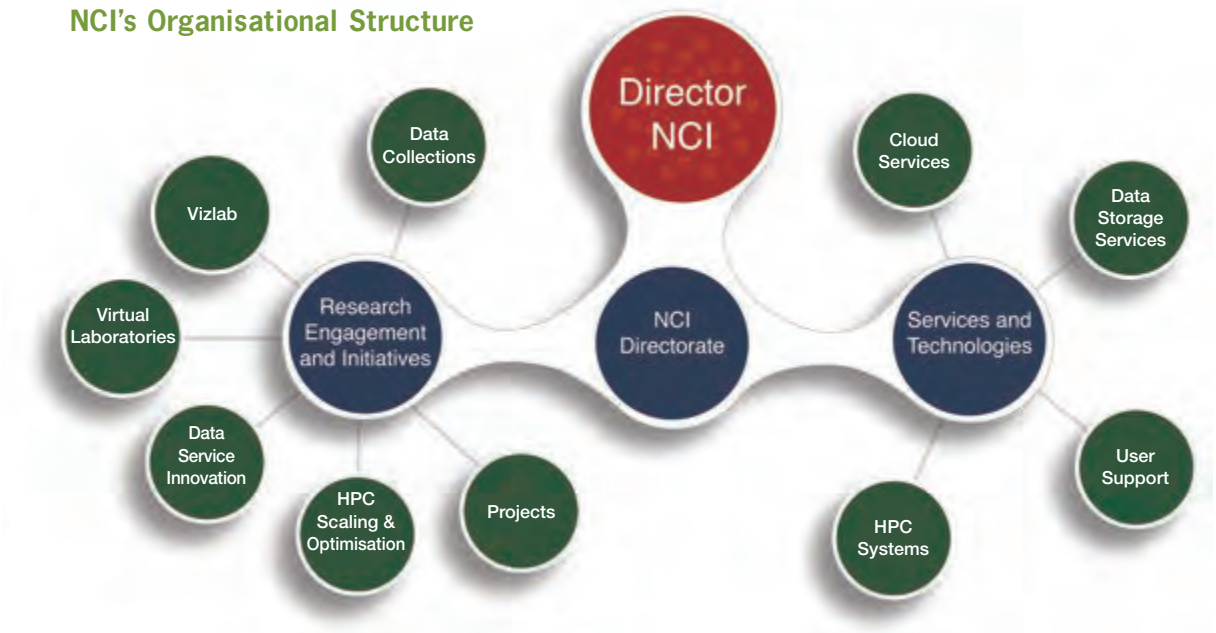 NCI's Organisational Structure
Director
NCI
Data
Collections
Cloud
Services
Vizlab
Data
Storage
Services
Virtual
Laboratories
Research
Engagement
and Initiatives
NCI
Directorate
Services and
Technologies
Data
Service
Innovation
HPC
Scaling &
Optimisation
Projects
HPC
Systems
User
Support